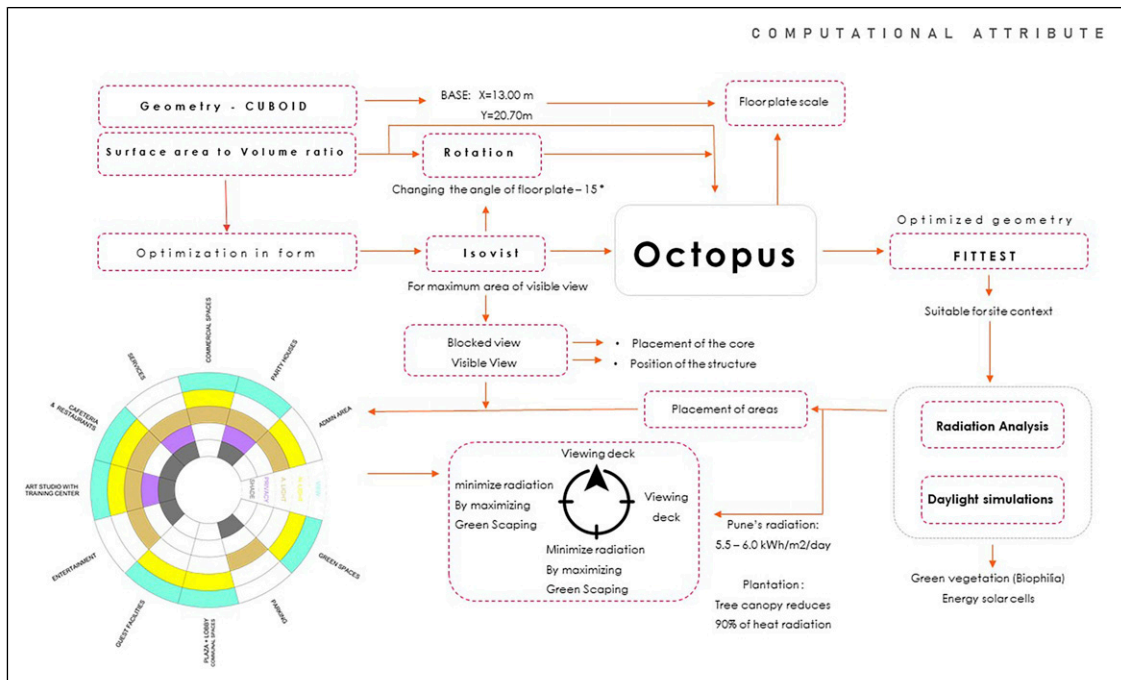 COMPUTATIONAL ATTRIBUTE
Geometry - CUBOID
BASE: X=13.00 m
Y=20.70m
Floor plate scale
Surface area to Volume ratio
Rotation
Changing the angle of floor plate – 15°
Optimization in form
Isovist
Octopus
Optimized geometry
FITTEST
For maximum area of visible view
Suitable for site context
Blocked view
Visible View
• Placement of the core
• Position of the structure
Placement of areas
Radiation Analysis
Daylight simulations
Viewing deck
minimize radiation
By maximizing
Green Scaping
Viewing
deck
Minimize radiation
By maximizing
Green Scaping
Pune's radiation:
5.5 – 6.0 kWh/m2/day
Plantation :
Tree canopy reduces
90% of heat radiation
Green vegetation (Biophilia)
Energy solar cells
COMMERCIAL SPACES
PARTY HOUSES
ADMIN AREA
GREEN SPACES
PARKING
PLAZA + LOBBY
COMMUNAL SPACES
GUEST FACILITIES
ENTERTAINMENT
ART STUDIO WITH
TRAINING CENTER
CAFETERIA
& RESTAURANTS
SERVICES
SHADE
PRIVACY